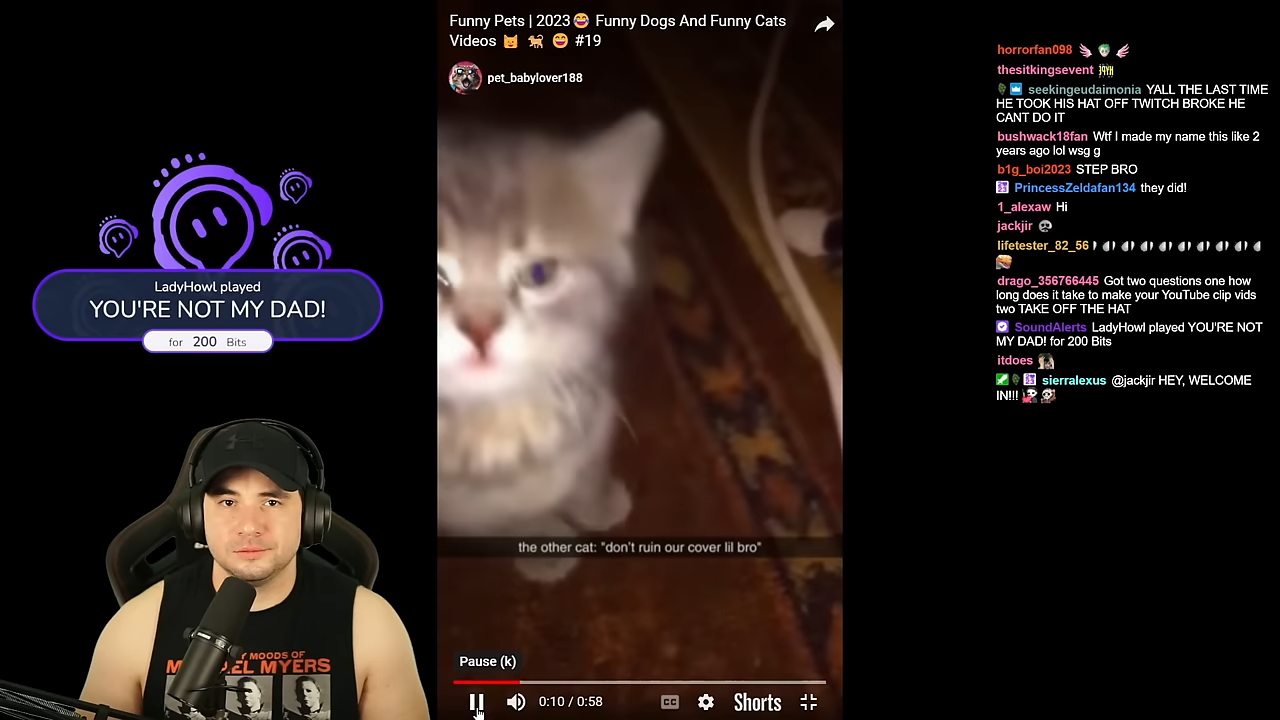 Funny Pets | 2023😂 Funny Dogs And Funny Cats
Videos 😺 🐕 😅 #19
pet_babylover188
LadyHowl played
YOU'RE NOT MY DAD!
for 200 Bits
MOODS OF
EL MYERS
the other cat: "don't ruin our cover lil bro"
Pause (k)
0:10 / 0:58
CC
Shorts
horrorfan098
thesitkingsevent
seekingeudaimonia YALL THE LAST TIME
HE TOOK HIS HAT OFF TWITCH BROKE HE
CANT DO IT
bushwack18fan Wtf I made my name this like 2
years ago lol wsg g
b1g_boi2023 STEP BRO
PrincessZeldafan134 they did!
1_alexaw Hi
jackjir
lifetester_82_56
drago_356766445 Got two questions one how
long does it take to make your YouTube clip vids
two TAKE OFF THE HAT
SoundAlerts LadyHowl played YOU'RE NOT
MY DAD! for 200 Bits
itdoes
sierralexus @jackjir HEY, WELCOME
IN!!!